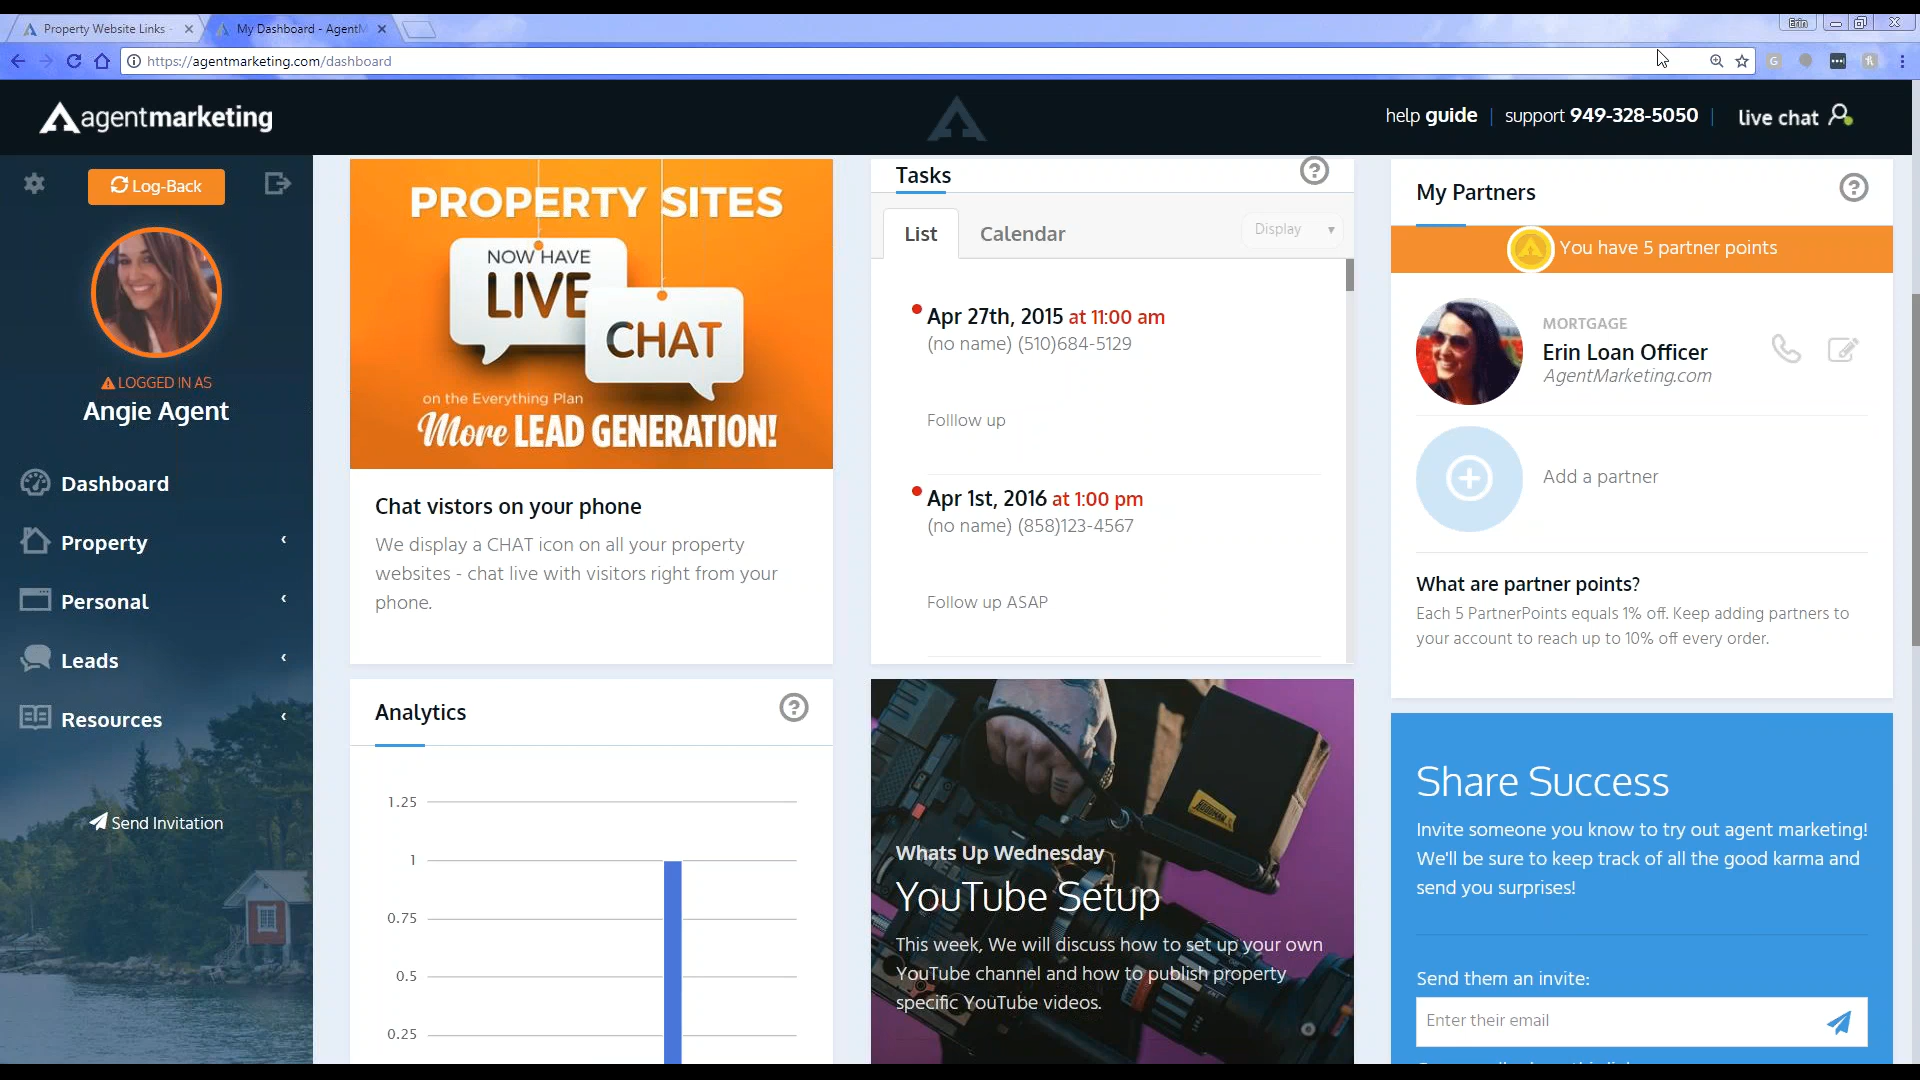 Property Website Links -
My Dashboard - AgentM
Erin
https://agentmarketing.com/dashboard
agentmarketing
help guide
support 949-328-5050
live chat
Log-Back
LOGGED IN AS
Angie Agent
Dashboard
Property
Personal
Leads
Resources
Send Invitation
PROPERTY SITES
NOW HAVE
LIVE
CHAT
on the Everything Plan
More LEAD GENERATION!
Chat vistors on your phone
We display a CHAT icon on all your property
websites - chat live with visitors right from your
phone.
Analytics
1.25
1
0.75
0.5
0.25
Tasks
List
Calendar
Display
Apr 27th, 2015 at 11:00 am
(no name) (510)684-5129
Folllow up
Apr 1st, 2016 at 1:00 pm
(no name) (858)123-4567
Follow up ASAP
Whats Up Wednesday
YouTube Setup
This week, We will discuss how to set up your own
YouTube channel and how to publish property
specific YouTube videos.
My Partners
You have 5 partner points
MORTGAGE
Erin Loan Officer
AgentMarketing.com
Add a partner
What are partner points?
Each 5 PartnerPoints equals 1% off. Keep adding partners to
your account to reach up to 10% off every order.
Share Success
Invite someone you know to try out agent marketing!
We'll be sure to keep track of all the good karma and
send you surprises!
Send them an invite:
Enter their email